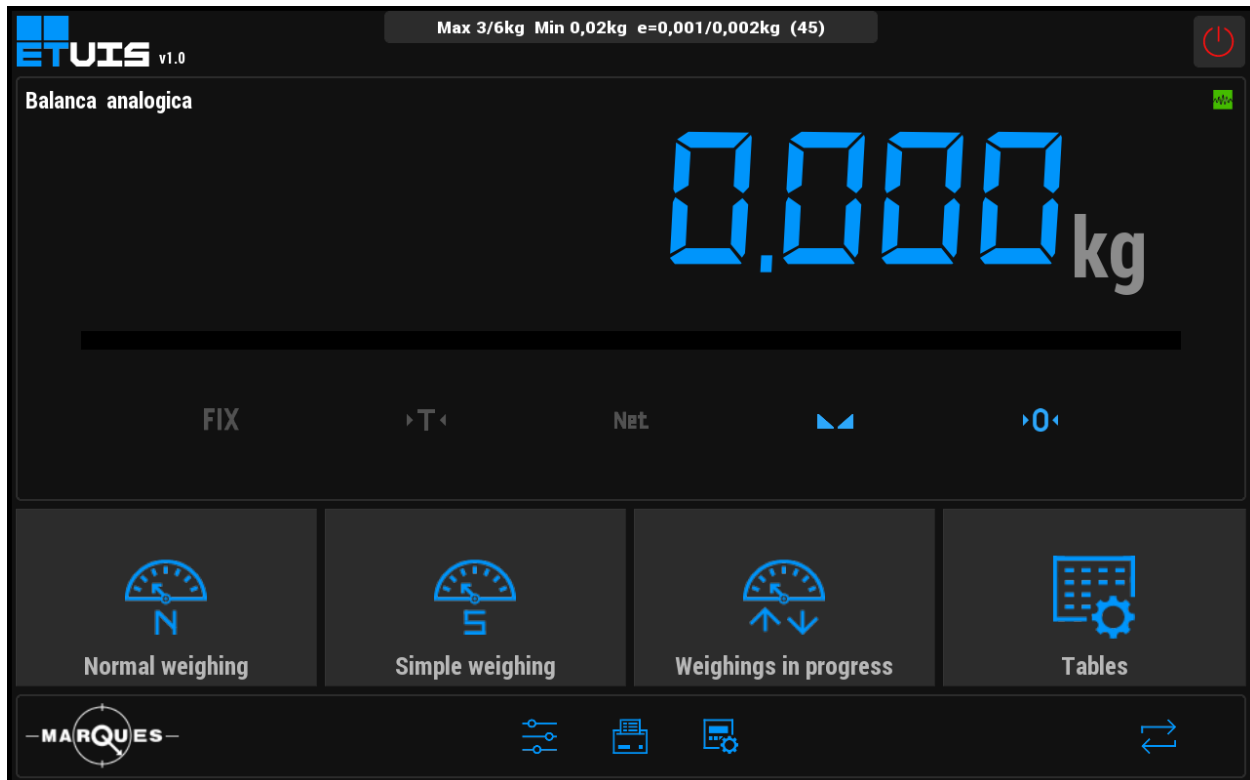 Max 3/6kg Min 0,02kg e=0,001/0,002kg (45)
ETUIS v1.0
Balanca analogica
0.000 kg
FIX
T
Net
0
N
S
Normal weighing
Simple weighing
Weighings in progress
Tables
MARQUES